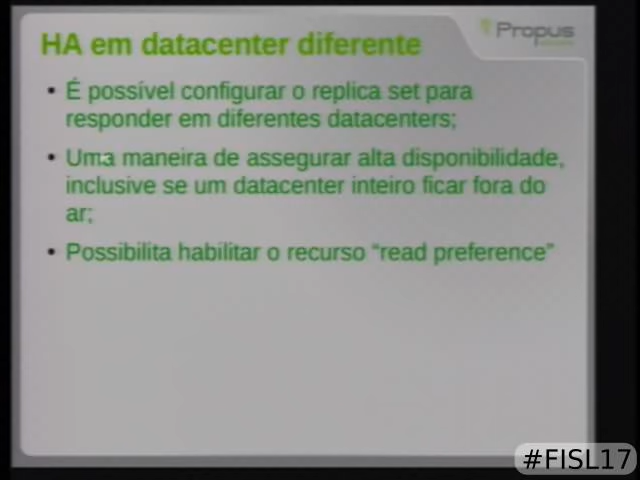 HA em datacenter diferente
Propus
• É possível configurar o replica set para
responder em diferentes datacenters;
• Uma maneira de assegurar alta disponibilidade,
inclusive se um datacenter inteiro ficar fora do
ar;
• Possibilita habilitar o recurso “read preference”
#FISL17